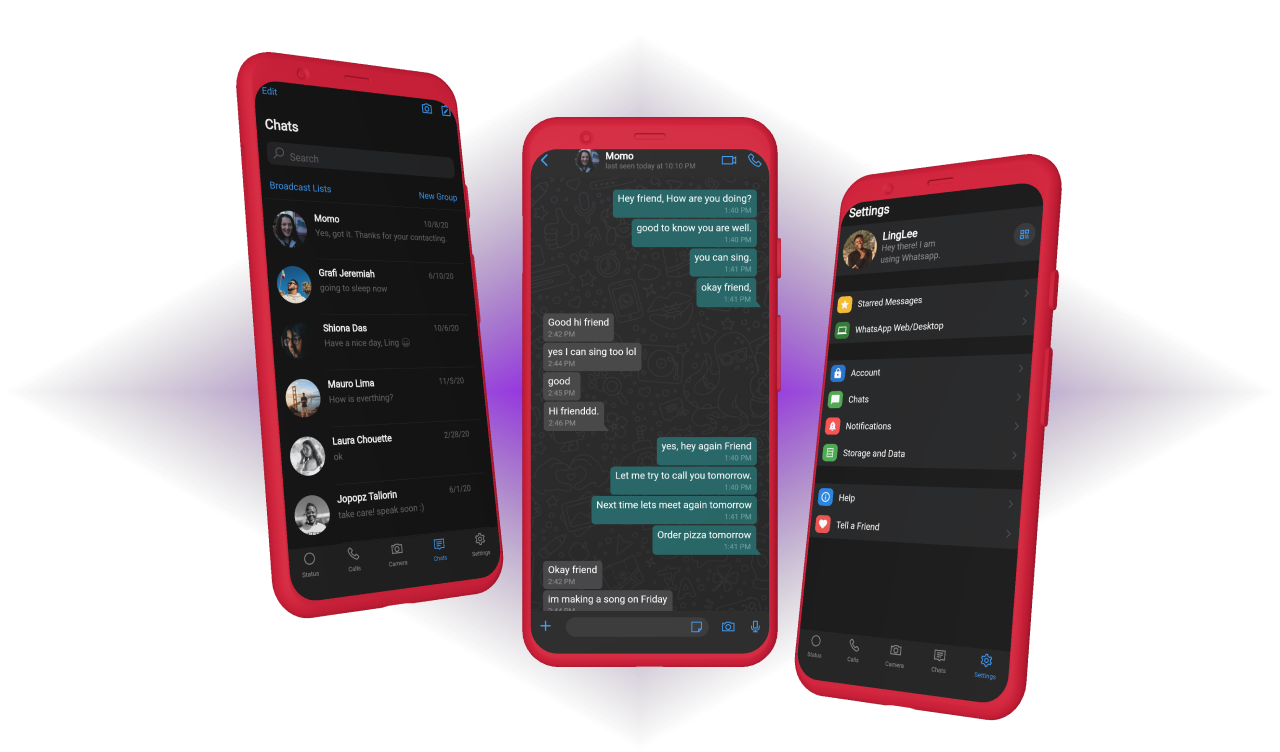 Edit
Chats
Search
Broadcast Lists
New Group
Momo
10/8/20
Yes, got it. Thanks for your contacting.
Grafi Jeremiah
6/10/20
going to sleep now
Shiona Das
10/6/20
Have a nice day, Ling 😄
Mauro Lima
11/5/20
How is everthing?
Laura Chouette
2/28/20
ok
Jopopz Tallorin
6/1/20
take care! speak soon :)
Status
Calls
Camera
Chats
Settings
Momo
last seen today at 10:10 PM
Hey friend, How are you doing?
1:40 PM
good to know you are well.
1:40 PM
you can sing.
1:41 PM
okay friend,
1:41 PM
Good hi friend
2:42 PM
yes I can sing too lol
2:44 PM
good
2:45 PM
Hi frienddd.
2:46 PM
yes, hey again Friend
1:40 PM
Let me try to call you tomorrow.
1:40 PM
Next time lets meet again tomorrow
1:41 PM
Order pizza tomorrow
1:41 PM
Okay friend
2:42 PM
im making a song on Friday
2:44 PM
Settings
LingLee
Hey there! I am
using Whatsapp.
Starred Messages
WhatsApp Web/Desktop
Account
Chats
Notifications
Storage and Data
Help
Tell a Friend
Status
Calls
Camera
Chats
Settings